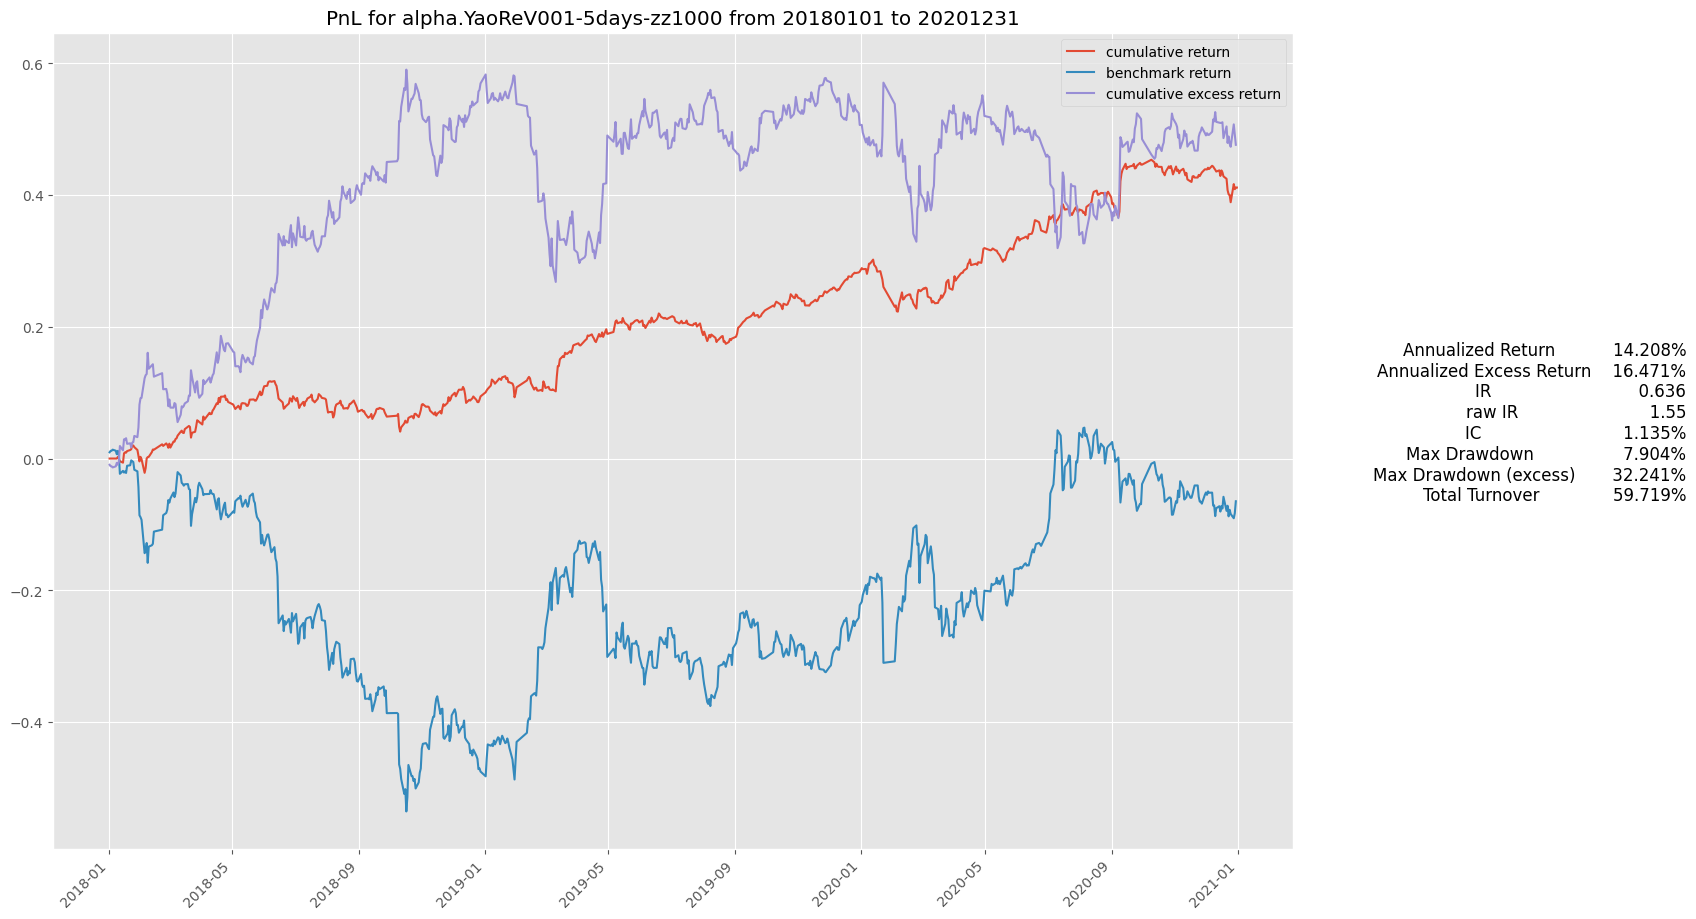 PnL for alpha.YaoReV001-5days-zz1000 from 20180101 to 20201231
cumulative return
benchmark return
cumulative excess return
0.6
0.4
0.2
0.0
−0.2
−0.4
2018-01
2018-05
2018-09
2019-01
2019-05
2019-09
2020-01
2020-05
2020-09
2021-01
Annualized Return 14.208%
Annualized Excess Return 16.471%
IR 0.636
raw IR 1.55
IC 1.135%
Max Drawdown 7.904%
Max Drawdown (excess) 32.241%
Total Turnover 59.719%